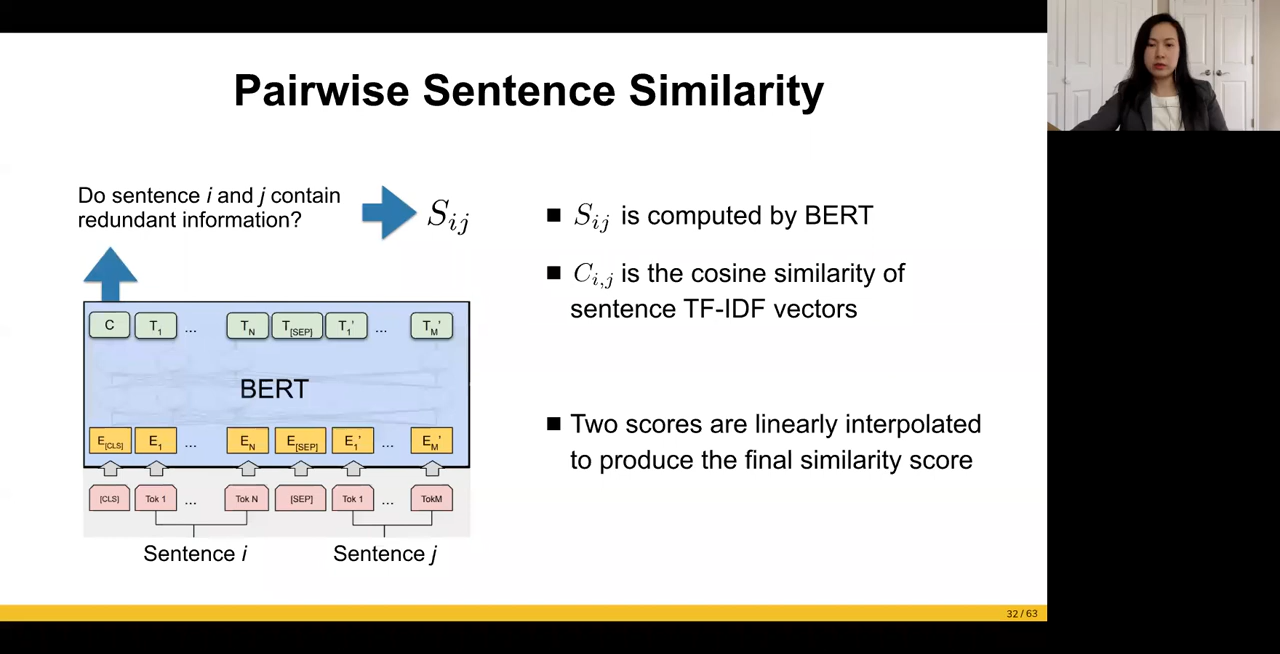 Pairwise Sentence Similarity
Do sentence i and j contain
redundant information?
S_ij
C T_1 ... T_N T_[SEP] T_1' ... T_M'
BERT
E_[CLS] E_1 ... E_N E_[SEP] E_1' ... E_M'
[CLS] Tok 1 ... Tok N [SEP] Tok 1 ... TokM
Sentence i Sentence j
■ S_ij is computed by BERT
■ C_i,j is the cosine similarity of
sentence TF-IDF vectors
■ Two scores are linearly interpolated
to produce the final similarity score
32 / 63